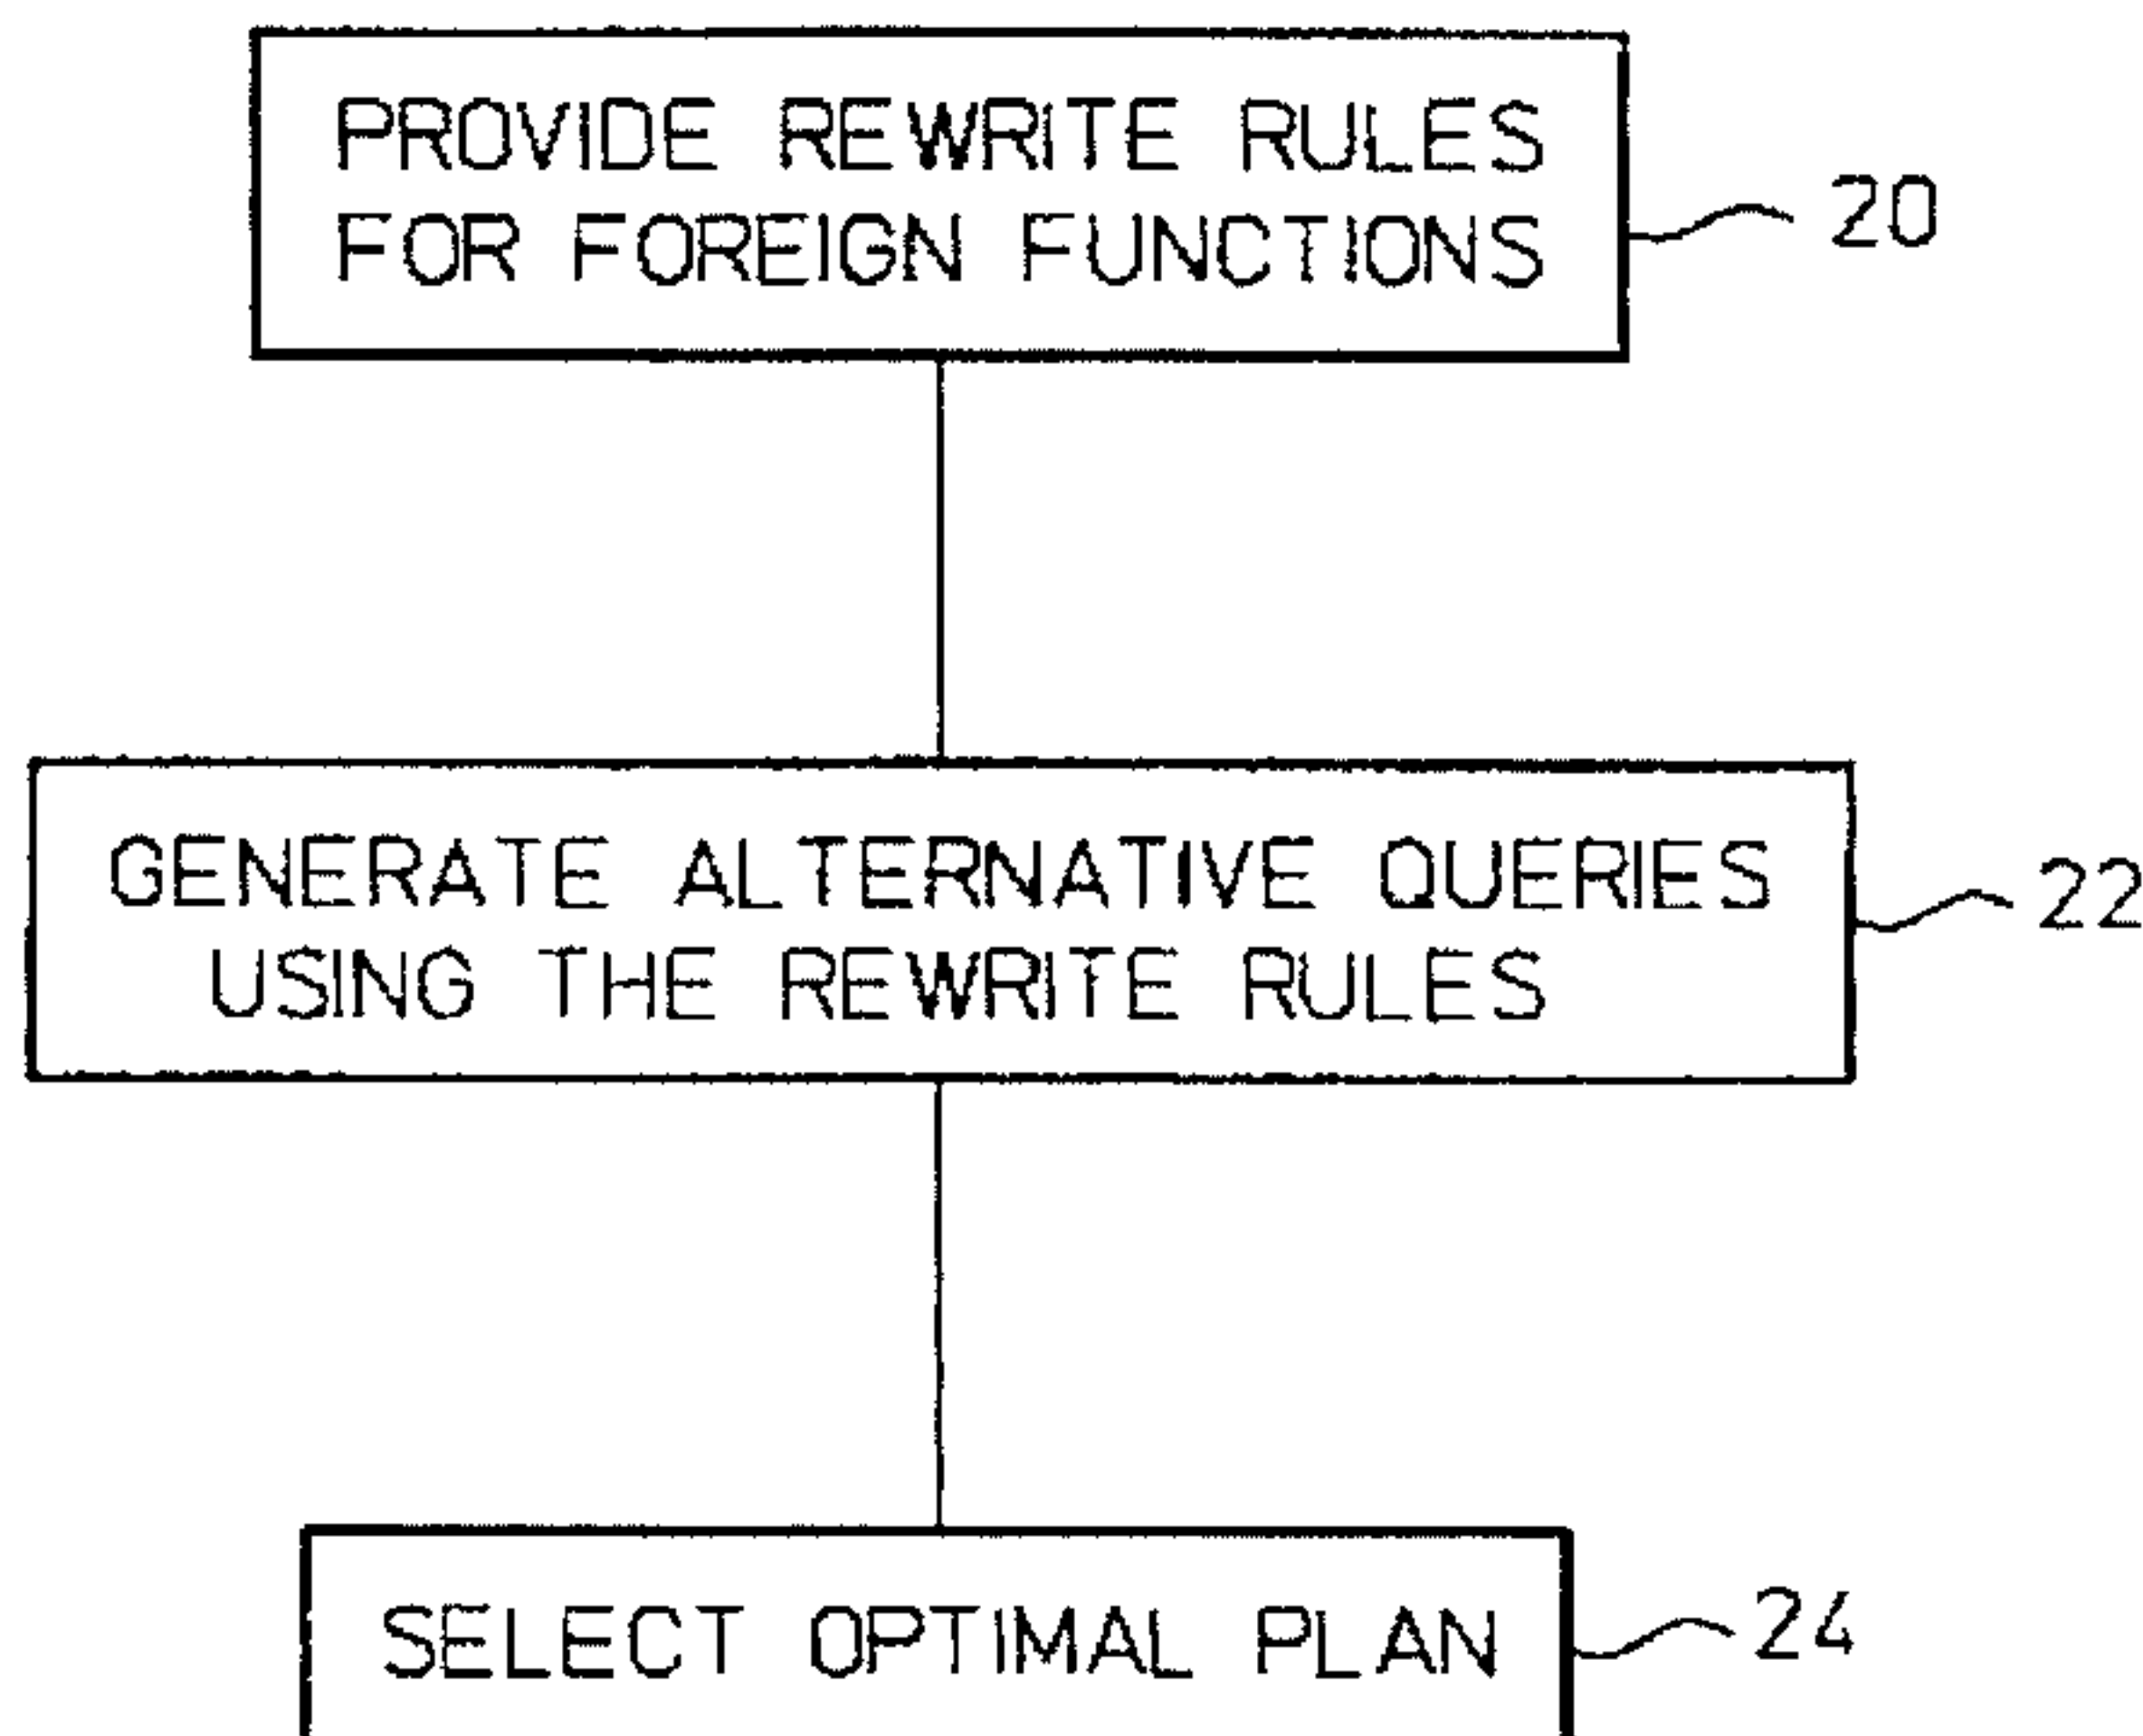 PROVIDE REWRITE RULES
FOR FOREIGN FUNCTIONS
20
GENERATE ALTERNATIVE QUERIES
USING THE REWRITE RULES
22
SELECT OPTIMAL PLAN
24